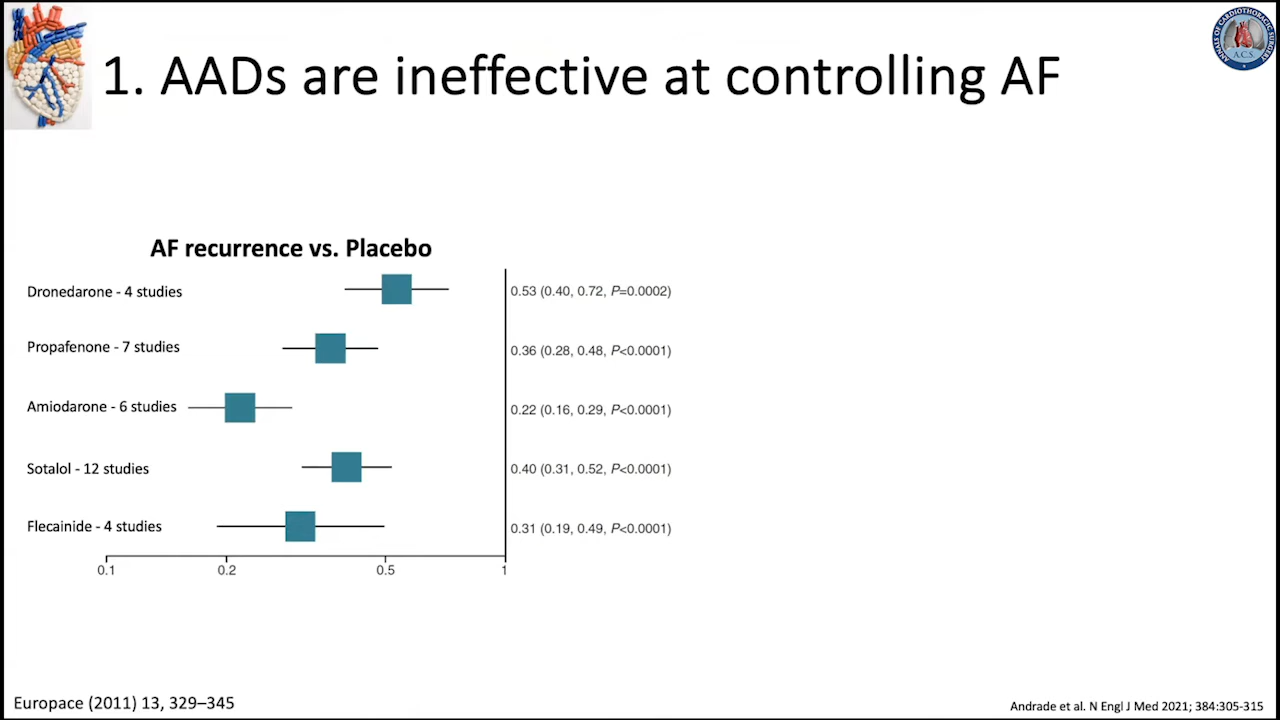 1. AADs are ineffective at controlling AF
ANNALS OF CARDIOTHORACIC SURGERY
A.C.S.
AF recurrence vs. Placebo
Dronedarone - 4 studies
0.53 (0.40, 0.72, P=0.0002)
Propafenone - 7 studies
0.36 (0.28, 0.48, P<0.0001)
Amiodarone - 6 studies
0.22 (0.16, 0.29, P<0.0001)
Sotalol - 12 studies
0.40 (0.31, 0.52, P<0.0001)
Flecainide - 4 studies
0.31 (0.19, 0.49, P<0.0001)
0.1 0.2 0.5 1
Europace (2011) 13, 329–345
Andrade et al. N Engl J Med 2021; 384:305-315